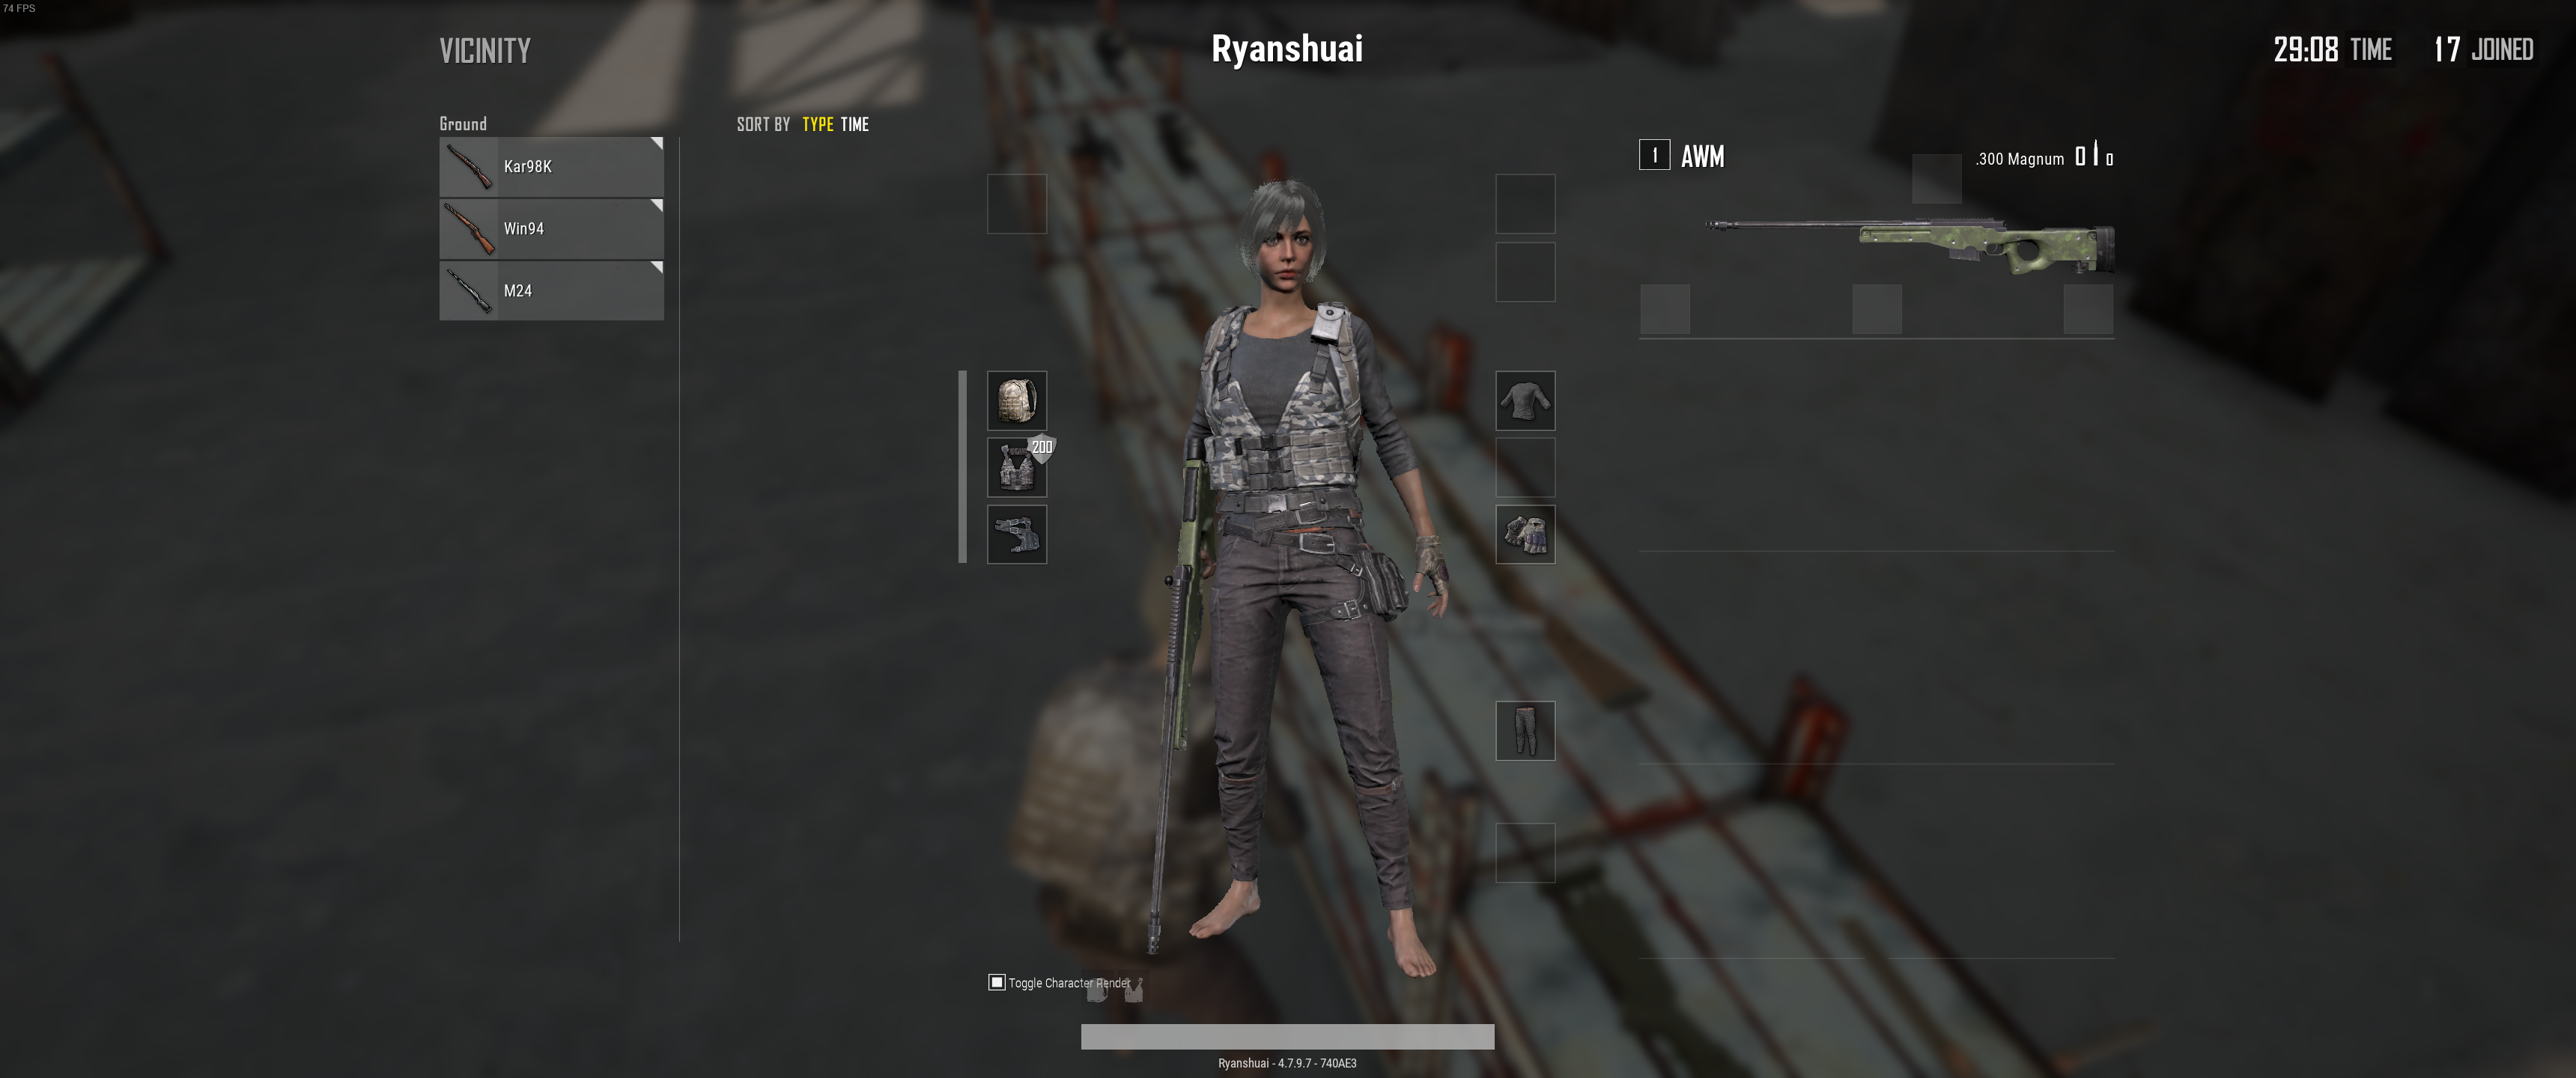 74 FPS
VICINITY
Ryanshuai
29:08 TIME 17 JOINED
Ground
SORT BY TYPE TIME
Kar98K
Win94
M24
1 AWM
.300 Magnum 0 0
200
Toggle Character Render
Ryanshuai - 4.7.9.7 - 740AE3